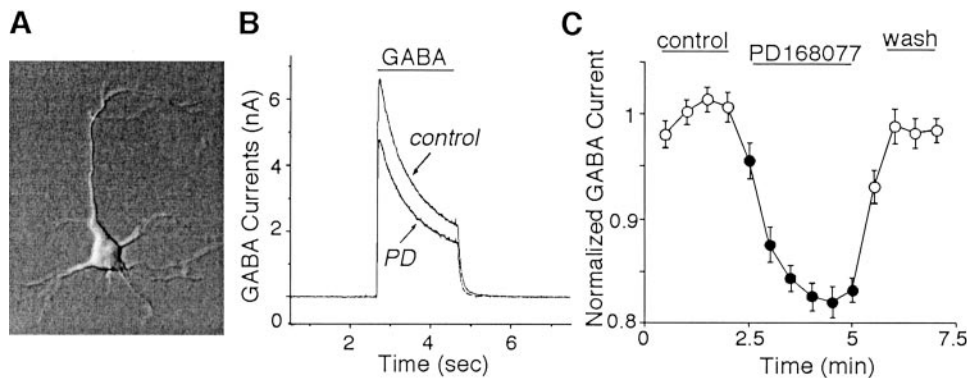 A
B
GABA
GABA Currents (nA)
6
4
2
0
control
PD
2
4
6
Time (sec)
C
control
PD168077
wash
Normalized GABA Current
1
0.9
0.8
0
2.5
5
7.5
Time (min)